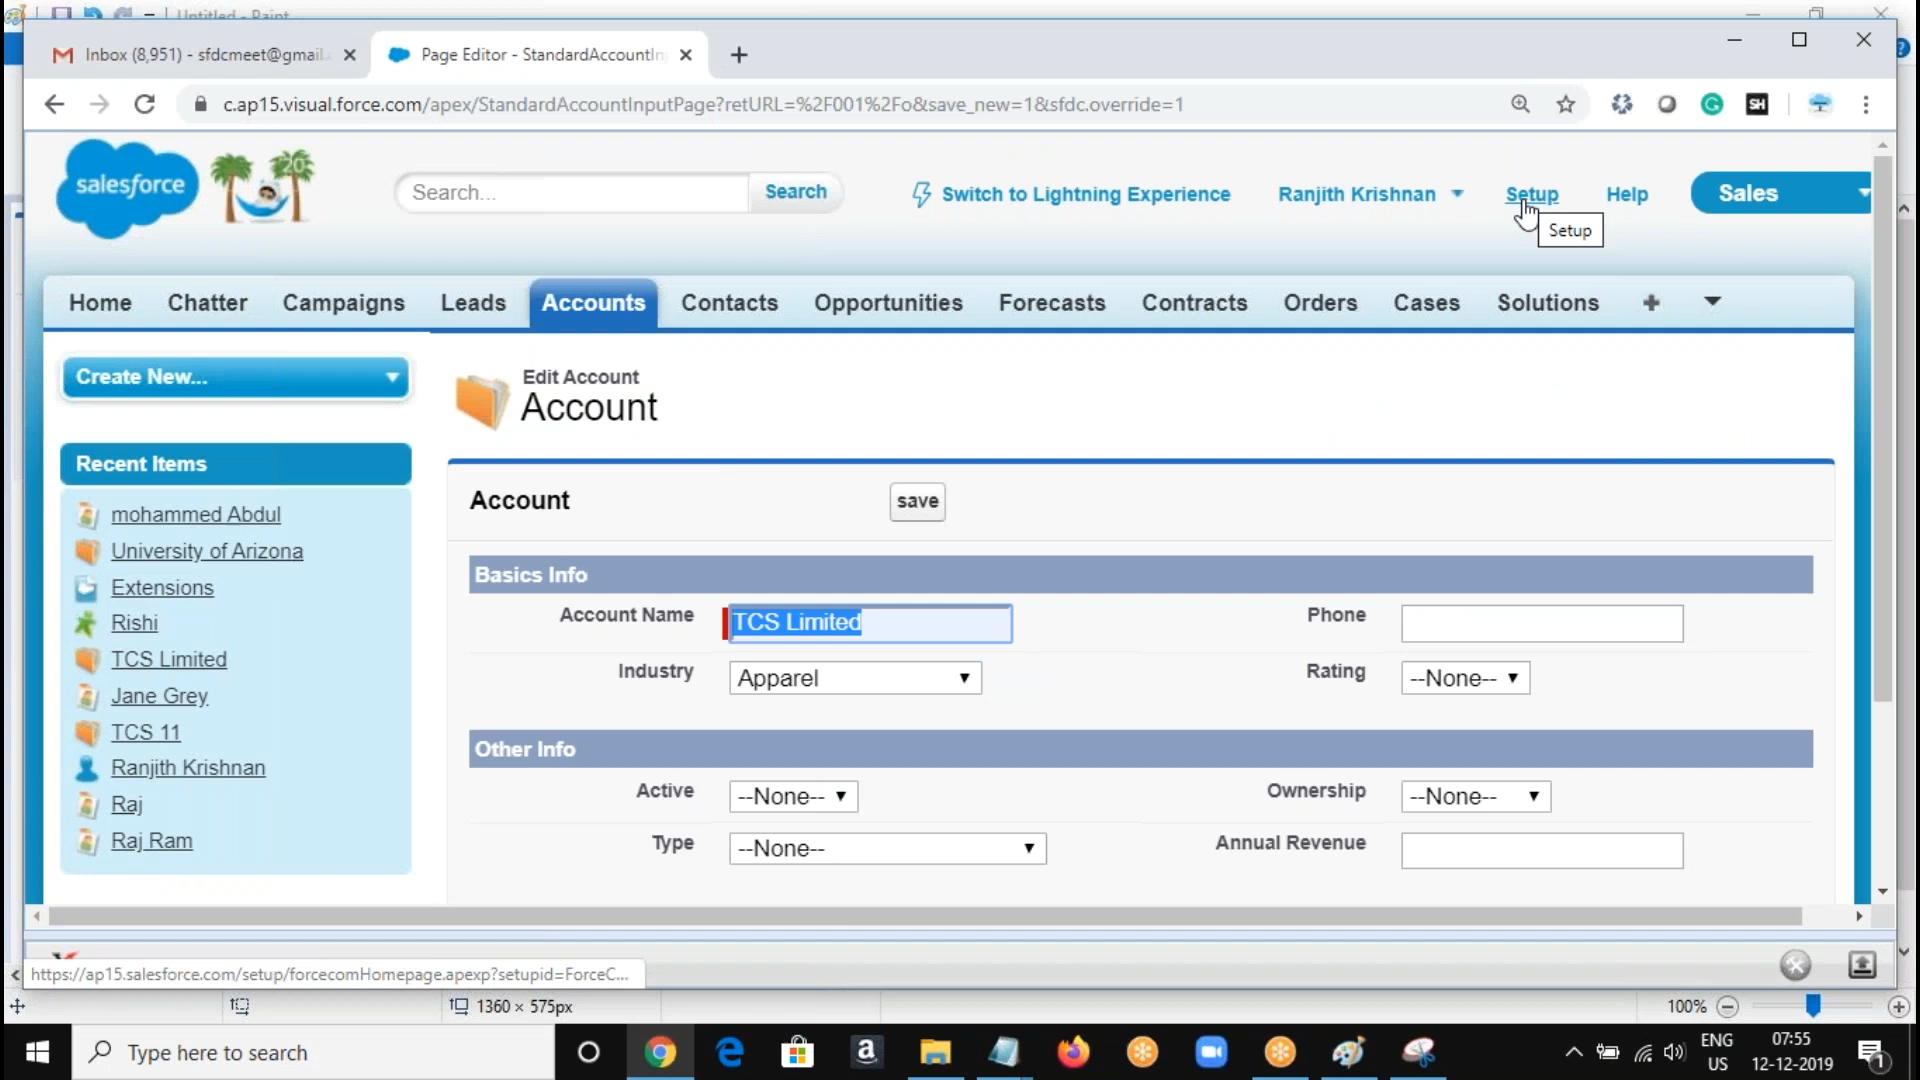 Untitled - Paint
Inbox (8,951) - sfdcmeet@gmail.
Page Editor - StandardAccountIn
c.ap15.visual.force.com/apex/StandardAccountInputPage?retURL=%2F001%2Fo&save_new=1&sfdc.override=1
SH
salesforce
20
Search...
Search
Switch to Lightning Experience
Ranjith Krishnan
Setup
Help
Sales
Setup
Home
Chatter
Campaigns
Leads
Accounts
Contacts
Opportunities
Forecasts
Contracts
Orders
Cases
Solutions
Create New...
Edit Account
Account
Recent Items
mohammed Abdul
University of Arizona
Extensions
Rishi
TCS Limited
Jane Grey
TCS 11
Ranjith Krishnan
Raj
Raj Ram
Account
save
Basics Info
Account Name
TCS Limited
Phone
Industry
Apparel
Rating
--None--
Other Info
Active
--None--
Ownership
--None--
Type
--None--
Annual Revenue
https://ap15.salesforce.com/setup/forcecomHomepage.apexp?setupid=ForceC...
1360 × 575px
100%
Type here to search
ENG
US
07:55
12-12-2019
1